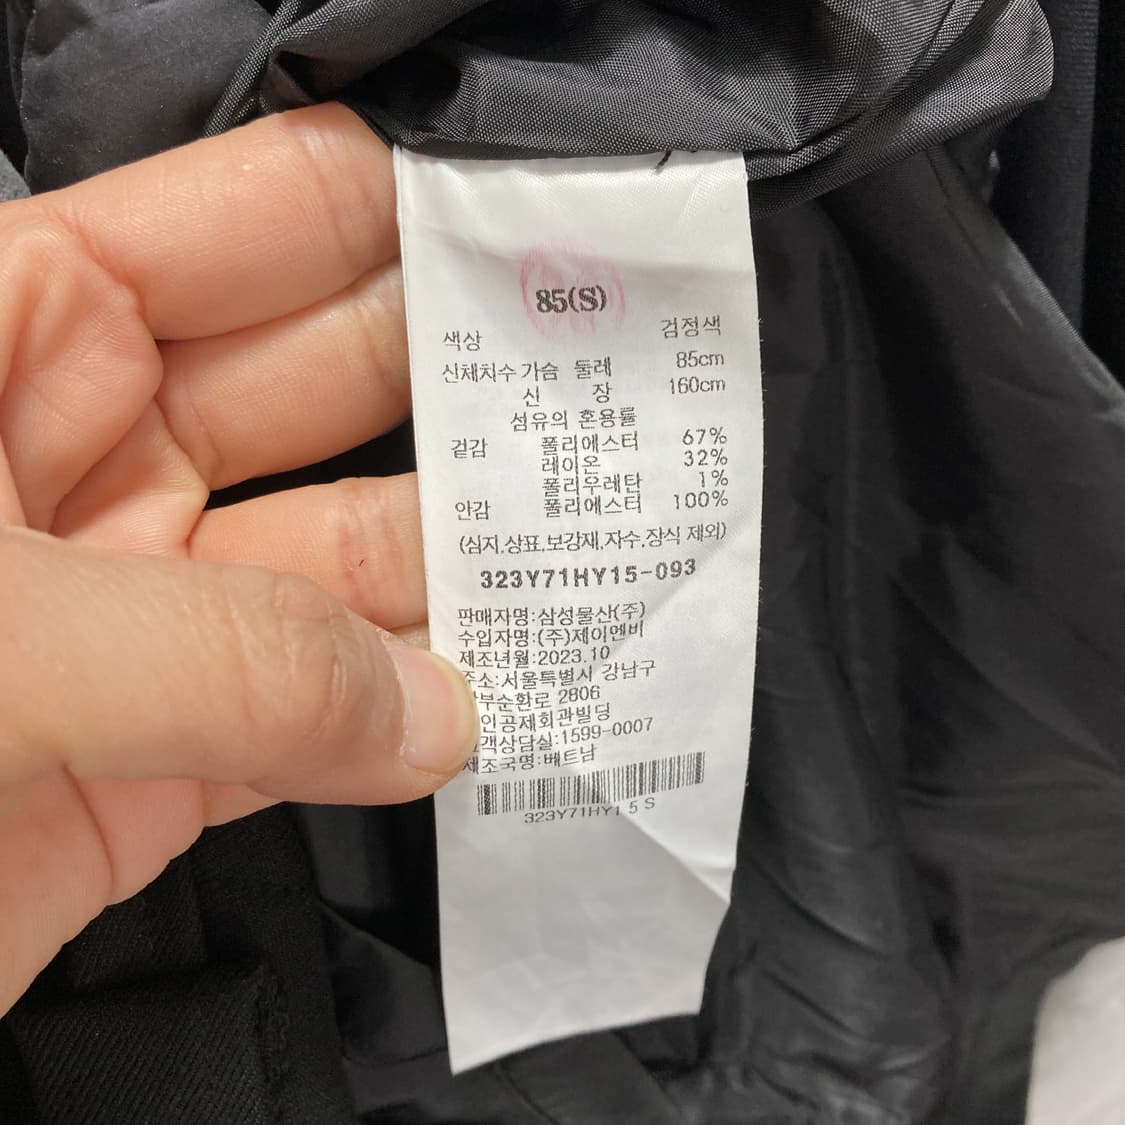 85(S)
색상 검정색
신체치수 가슴 둘레 85cm
신 장 160cm
섬유의 혼용률
겉감 폴리에스터 67%
레이온 32%
폴리우레탄 1%
안감 폴리에스터 100%
(심지,상표,보강재,자수,장식 제외)
323Y71HY15-093
판매자명:삼성물산(주)
수입자명:(주)제이엔비
제조년월:2023.10
주소:서울특별시 강남구
남부순환로 2806
인공제회관빌딩
고객상담실:1599-0007
제조국명:베트남
323Y71HY15 S